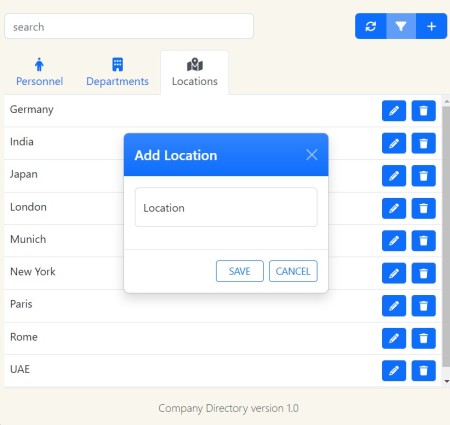 search
Personnel
Departments
Locations
Germany
India
Japan
London
Munich
New York
Paris
Rome
UAE
Add Location
Location
SAVE
CANCEL
Company Directory version 1.0